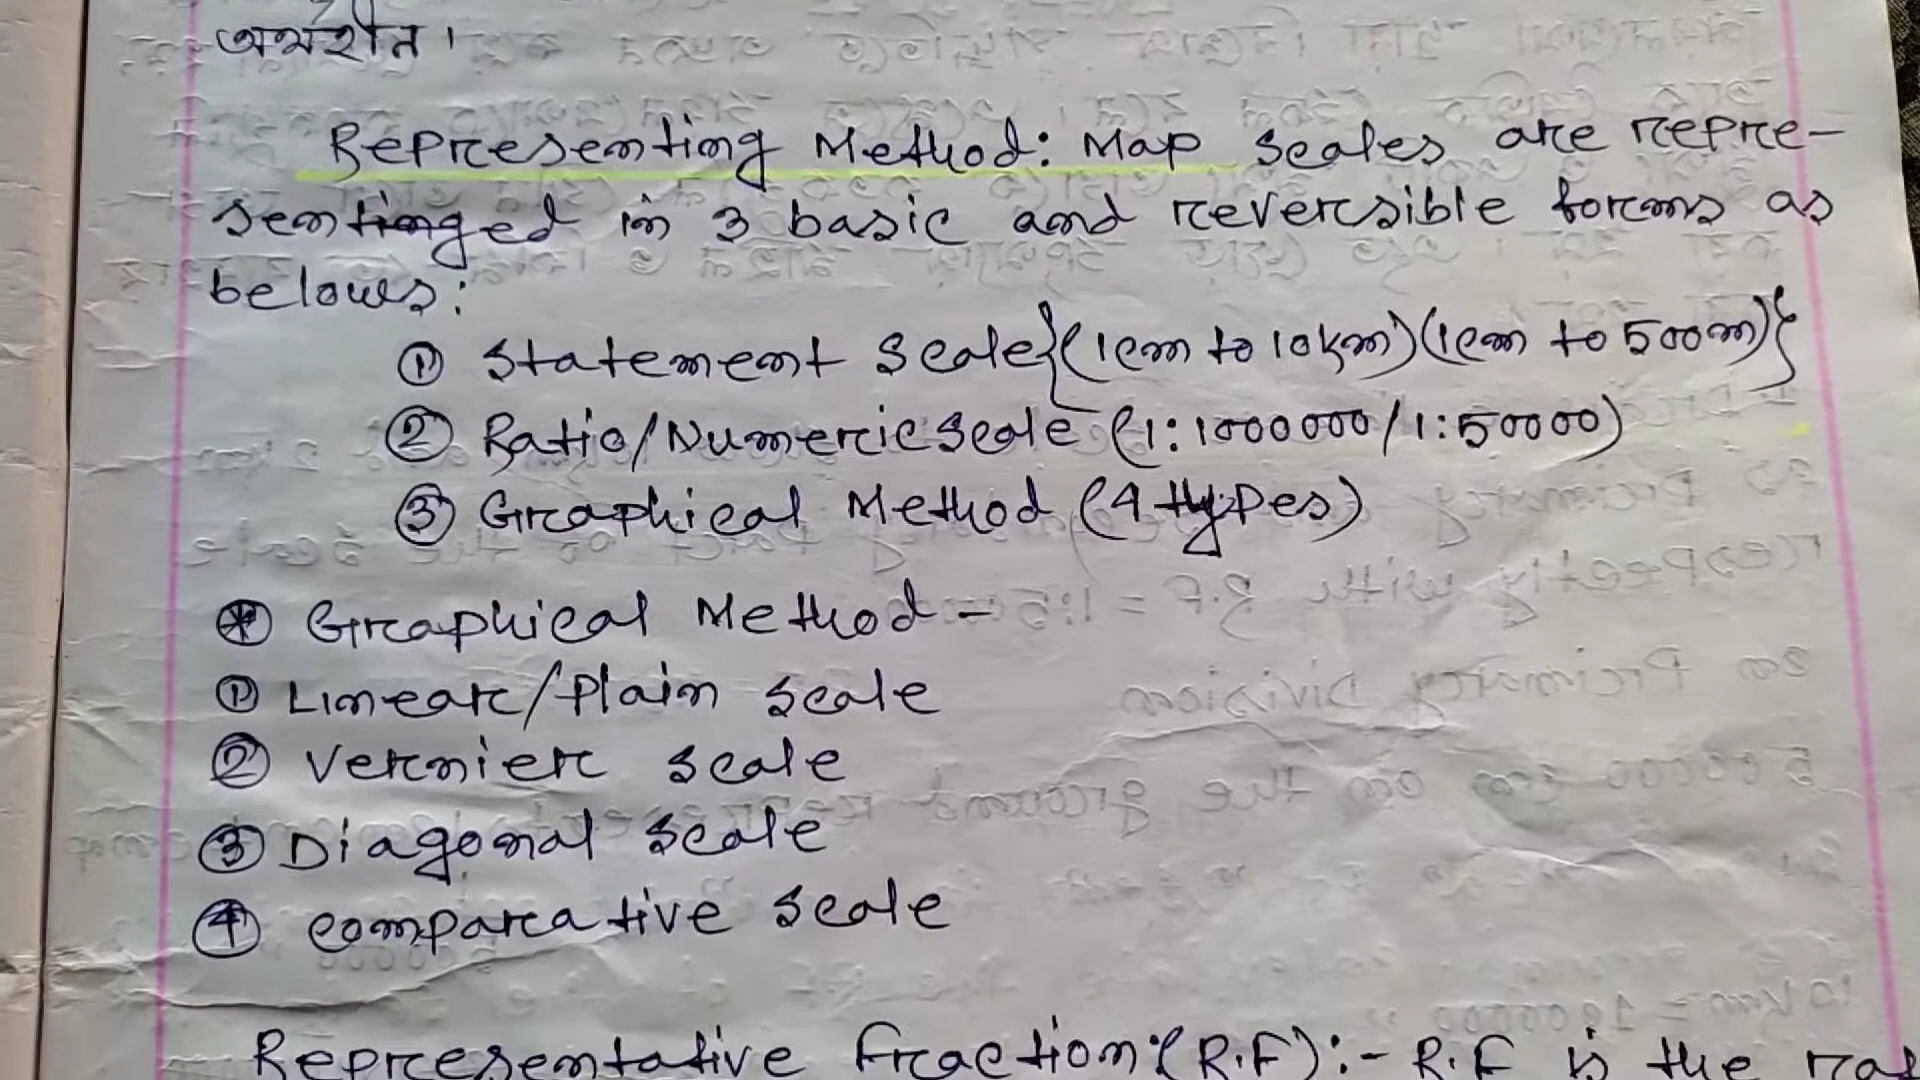 Representing Method: Map scales are repre-
sentinged in 3 basic and reversible forms as
belows:
① Statement scale{(1cm to 10km)(1cm to 500m)}
② Ratio/Numeric scale (1:1000000/1:50000)
③ Graphical Method (4 types)
⊛ Graphical Method -
① Linear/Plain scale
② Vernier scale
③ Diagonal scale
④ comparative scale
Representative Fraction:(R.F):- R.F is the